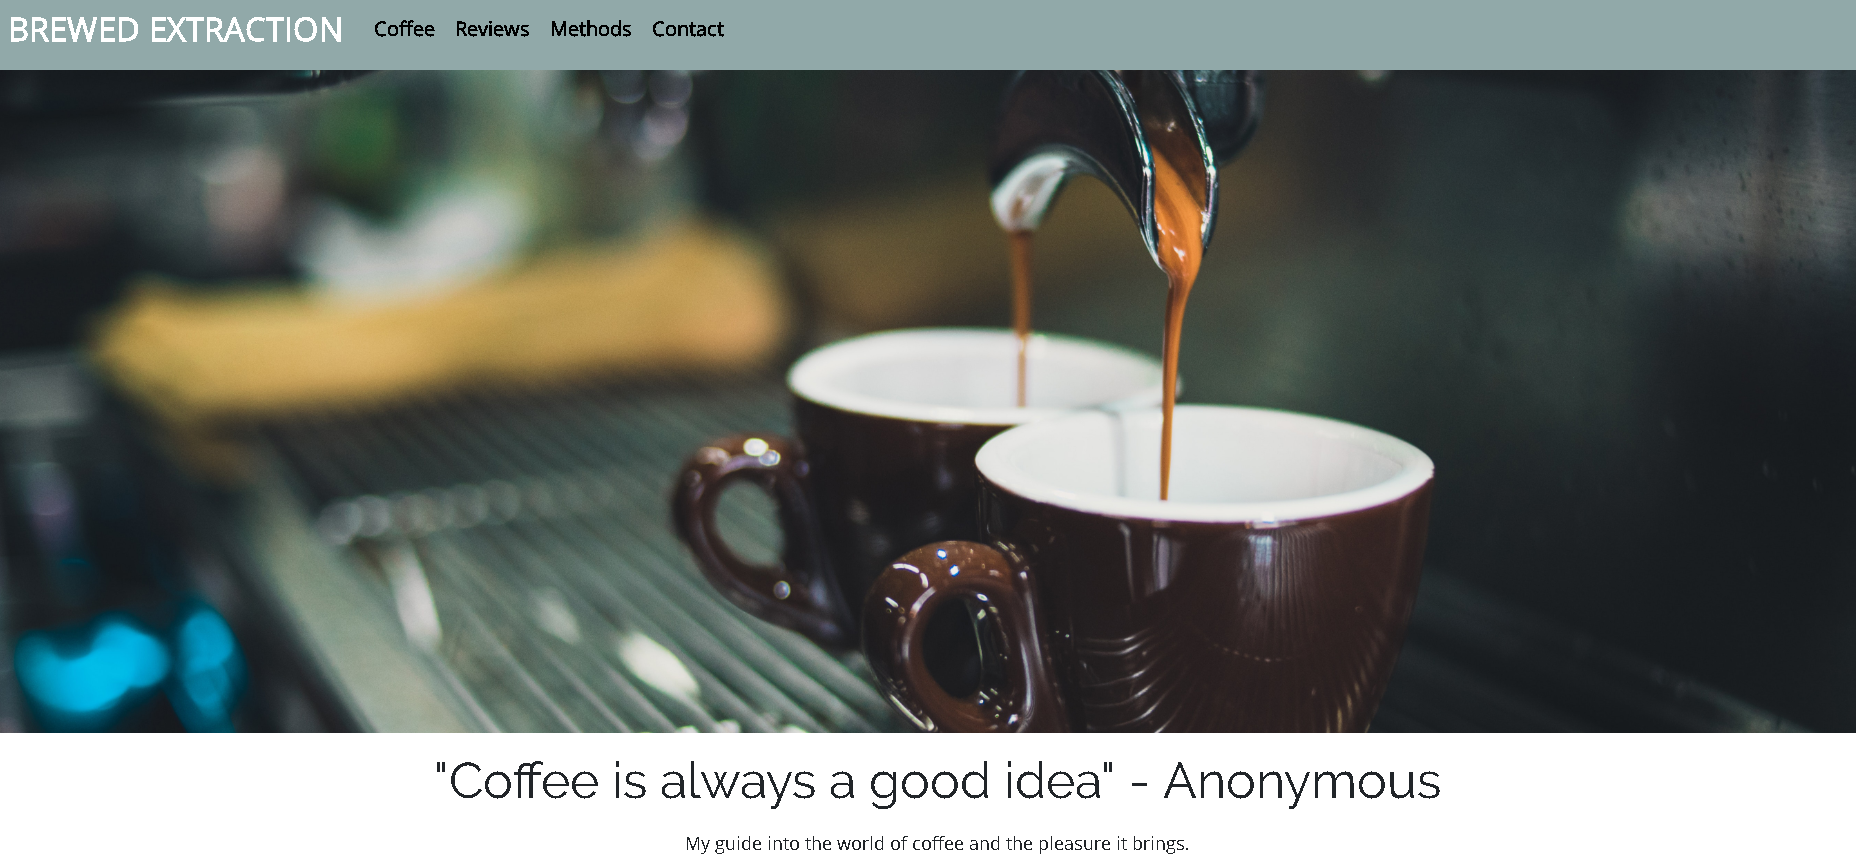 BREWED EXTRACTION Coffee Reviews Methods Contact
"Coffee is always a good idea" - Anonymous
My guide into the world of coffee and the pleasure it brings.